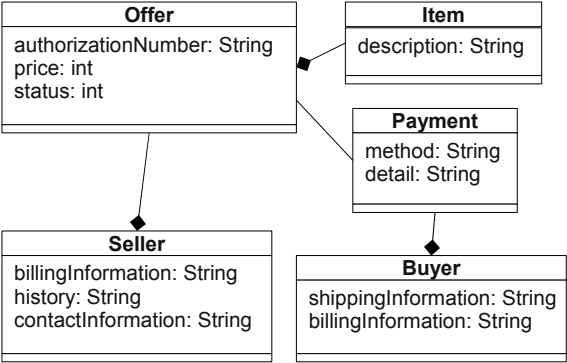 Offer
authorizationNumber: String
price: int
status: int
Item
description: String
Payment
method: String
detail: String
Seller
billingInformation: String
history: String
contactInformation: String
Buyer
shippingInformation: String
billingInformation: String